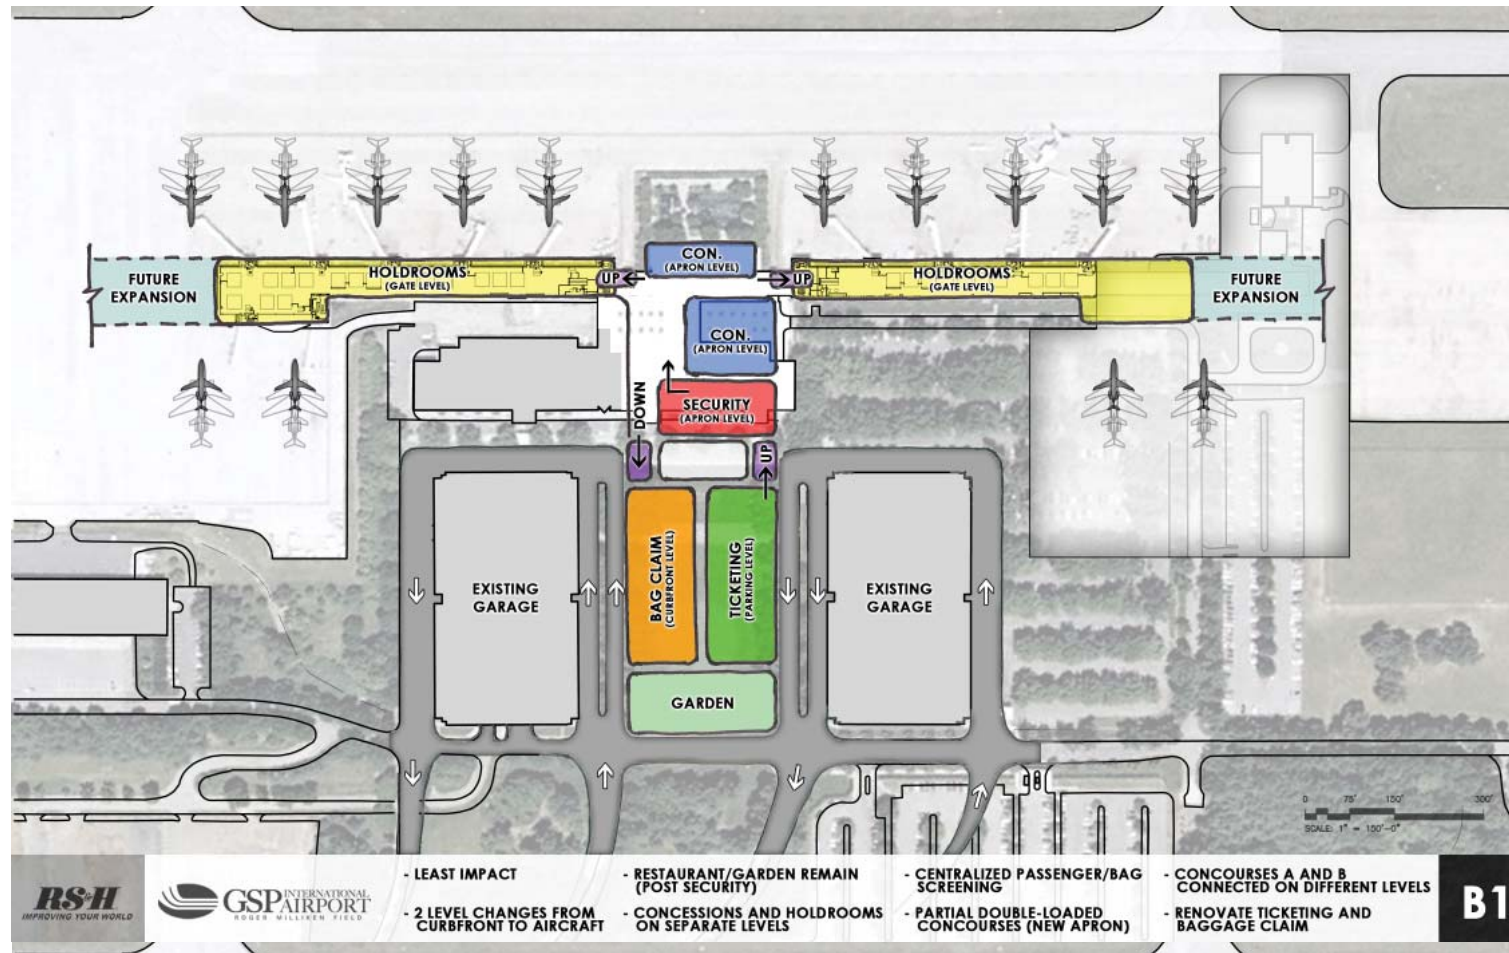 CON.
(APRON LEVEL)
FUTURE
EXPANSION
HOLDROOMS
(GATE LEVEL)
UP
UP
HOLDROOMS
(GATE LEVEL)
FUTURE
EXPANSION
CON.
(APRON LEVEL)
SECURITY
(APRON LEVEL)
DOWN
UP
EXISTING
GARAGE
BAG CLAIM
(CURBFRONT LEVEL)
TICKETING
(PARKING LEVEL)
EXISTING
GARAGE
GARDEN
0 75' 150' 300'
SCALE: 1" = 150'-0"
RS&H
IMPROVING YOUR WORLD
GSP INTERNATIONAL
AIRPORT
ROGER MILLIKEN FIELD
- LEAST IMPACT
- 2 LEVEL CHANGES FROM
CURBFRONT TO AIRCRAFT
- RESTAURANT/GARDEN REMAIN
(POST SECURITY)
- CONCESSIONS AND HOLDROOMS
ON SEPARATE LEVELS
- CENTRALIZED PASSENGER/BAG
SCREENING
- PARTIAL DOUBLE-LOADED
CONCOURSES (NEW APRON)
- CONCOURSES A AND B
CONNECTED ON DIFFERENT LEVELS
- RENOVATE TICKETING AND
BAGGAGE CLAIM
B1